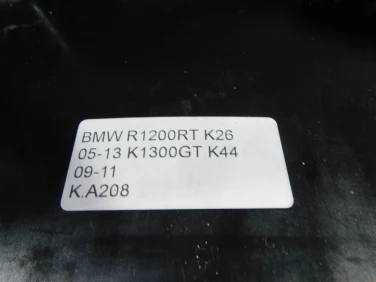 BMW R1200RT K26
05-13 K1300GT K44
09-11
K.A208